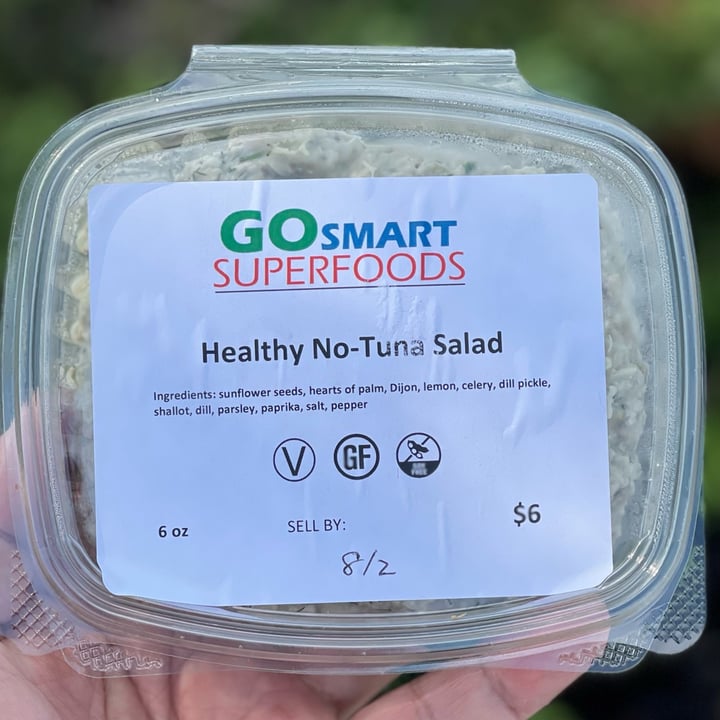 GO SMART
SUPERFOODS
Healthy No-Tuna Salad
Ingredients: sunflower seeds, hearts of palm, Dijon, lemon, celery, dill pickle,
shallot, dill, parsley, paprika, salt, pepper
V GF
6 oz SELL BY: $6
8/2